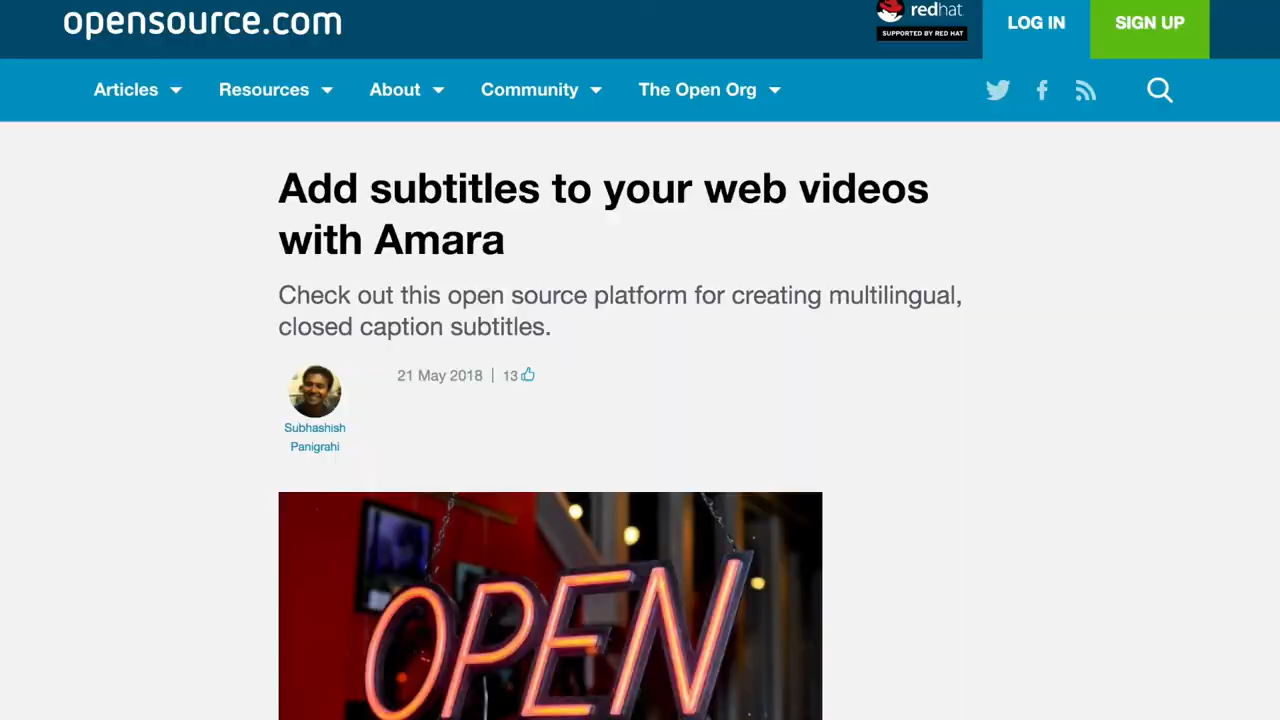 opensource.com
redhat.
SUPPORTED BY RED HAT
LOG IN
SIGN UP
Articles
Resources
About
Community
The Open Org
Add subtitles to your web videos
with Amara
Check out this open source platform for creating multilingual,
closed caption subtitles.
21 May 2018 | 13
Subhashish
Panigrahi
OPEN